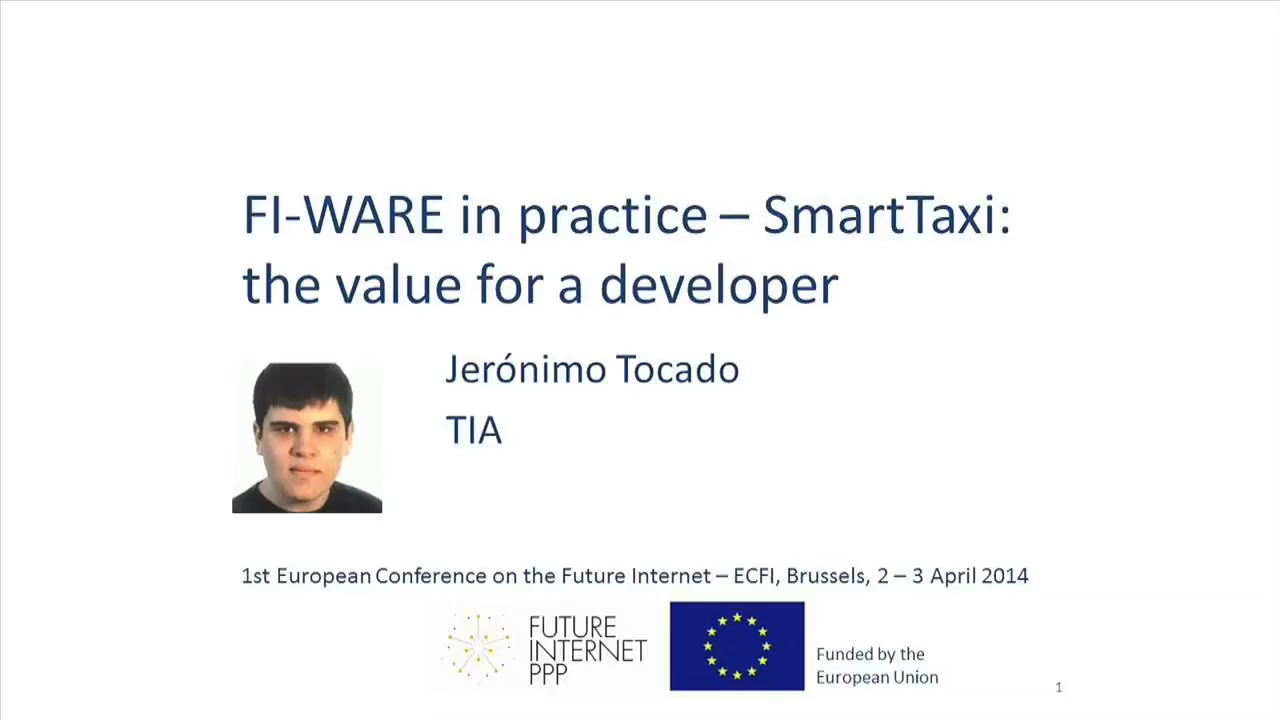 FI-WARE in practice – SmartTaxi:
the value for a developer
Jerónimo Tocado
TIA
1st European Conference on the Future Internet – ECFI, Brussels, 2 – 3 April 2014
FUTURE
INTERNET
PPP
Funded by the
European Union
1